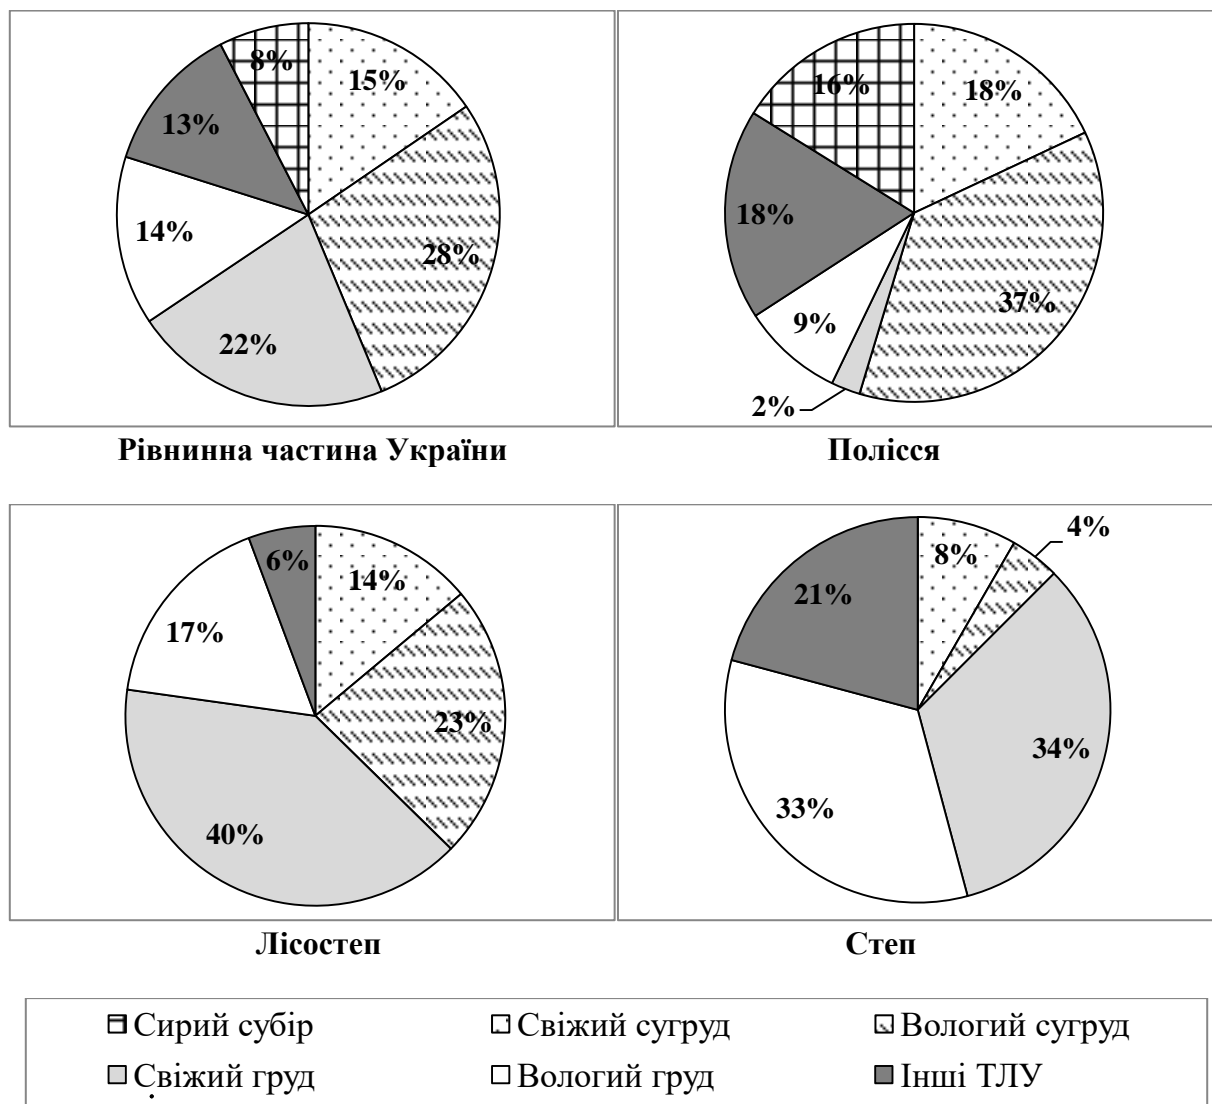 8%
15%
13%
28%
14%
22%
Рівнинна частина України
16%
18%
18%
37%
9%
2%
Полісся
6%
14%
17%
23%
40%
Лісостеп
8%
4%
21%
34%
33%
Степ
Сирий субір
Свіжий сугруд
Вологий сугруд
Свіжий груд
Вологий груд
Інші ТЛУ